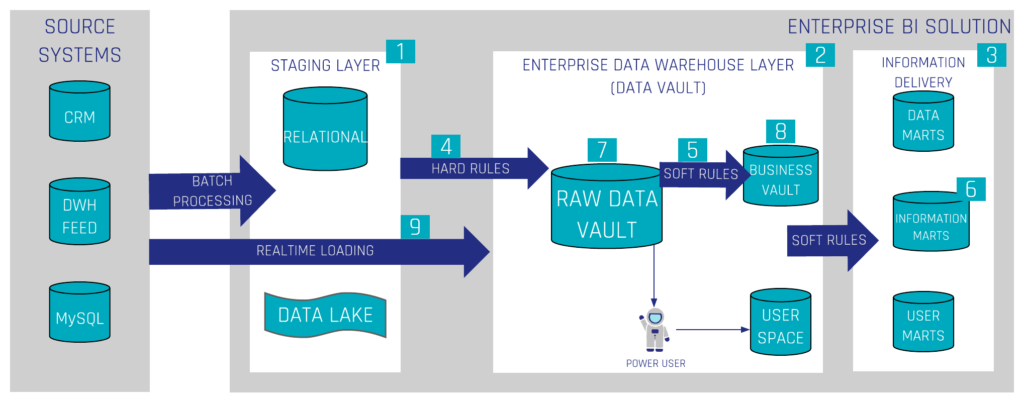 SOURCE
SYSTEMS
CRM
DWH
FEED
MySQL
BATCH
PROCESSING
REALTIME LOADING
9
ENTERPRISE BI SOLUTION
STAGING LAYER
1
RELATIONAL
DATA LAKE
4
HARD RULES
ENTERPRISE DATA WAREHOUSE LAYER
(DATA VAULT)
2
7
RAW DATA
VAULT
5
SOFT RULES
8
BUSINESS
VAULT
POWER USER
USER
SPACE
SOFT RULES
INFORMATION
DELIVERY
3
DATA
MARTS
6
INFORMATION
MARTS
USER
MARTS